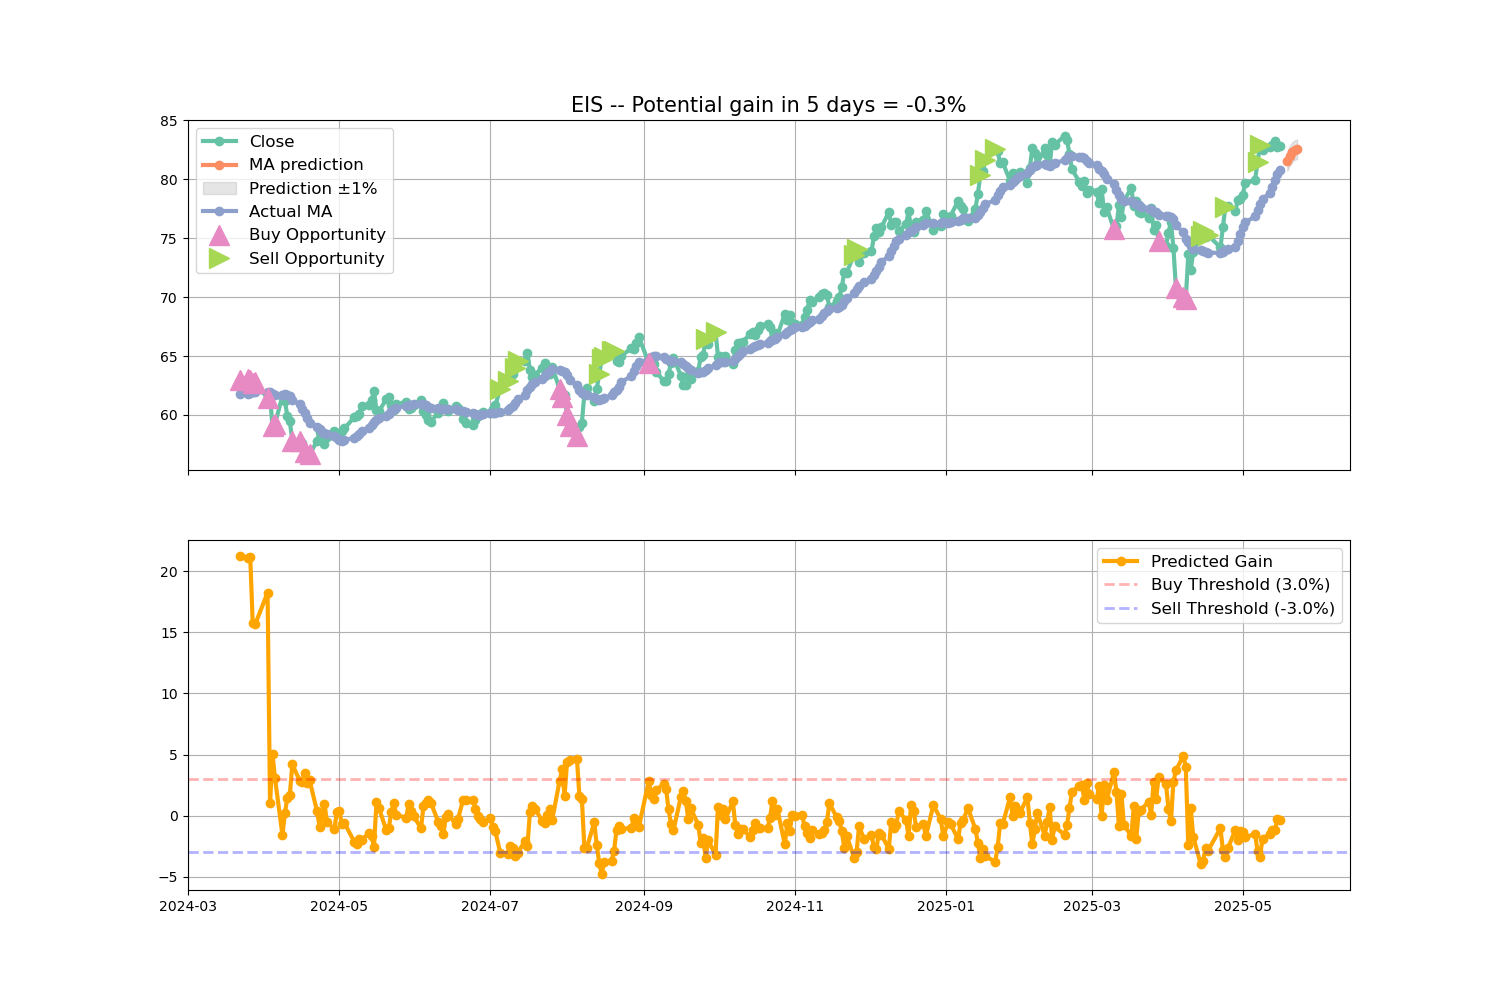 EIS -- Potential gain in 5 days = -0.3%
85
80
75
70
65
60
Close
MA prediction
Prediction ±1%
Actual MA
Buy Opportunity
Sell Opportunity
20
15
10
5
0
−5
Predicted Gain
Buy Threshold (3.0%)
Sell Threshold (-3.0%)
2024-03 2024-05 2024-07 2024-09 2024-11 2025-01 2025-03 2025-05